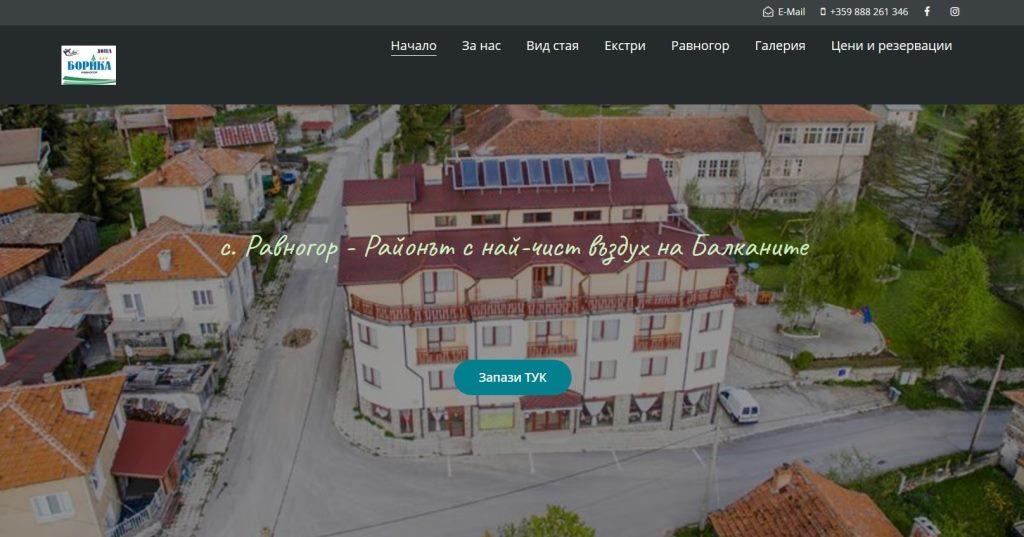 E-Mail +359 888 261 346
Начало За нас Вид стая Екстри Равногор Галерия Цени и резервации
ХОТЕЛ
БОРИКА
РАВНОГОР
с. Равногор - Районът с най-чист въздух на Балканите
Запази ТУК